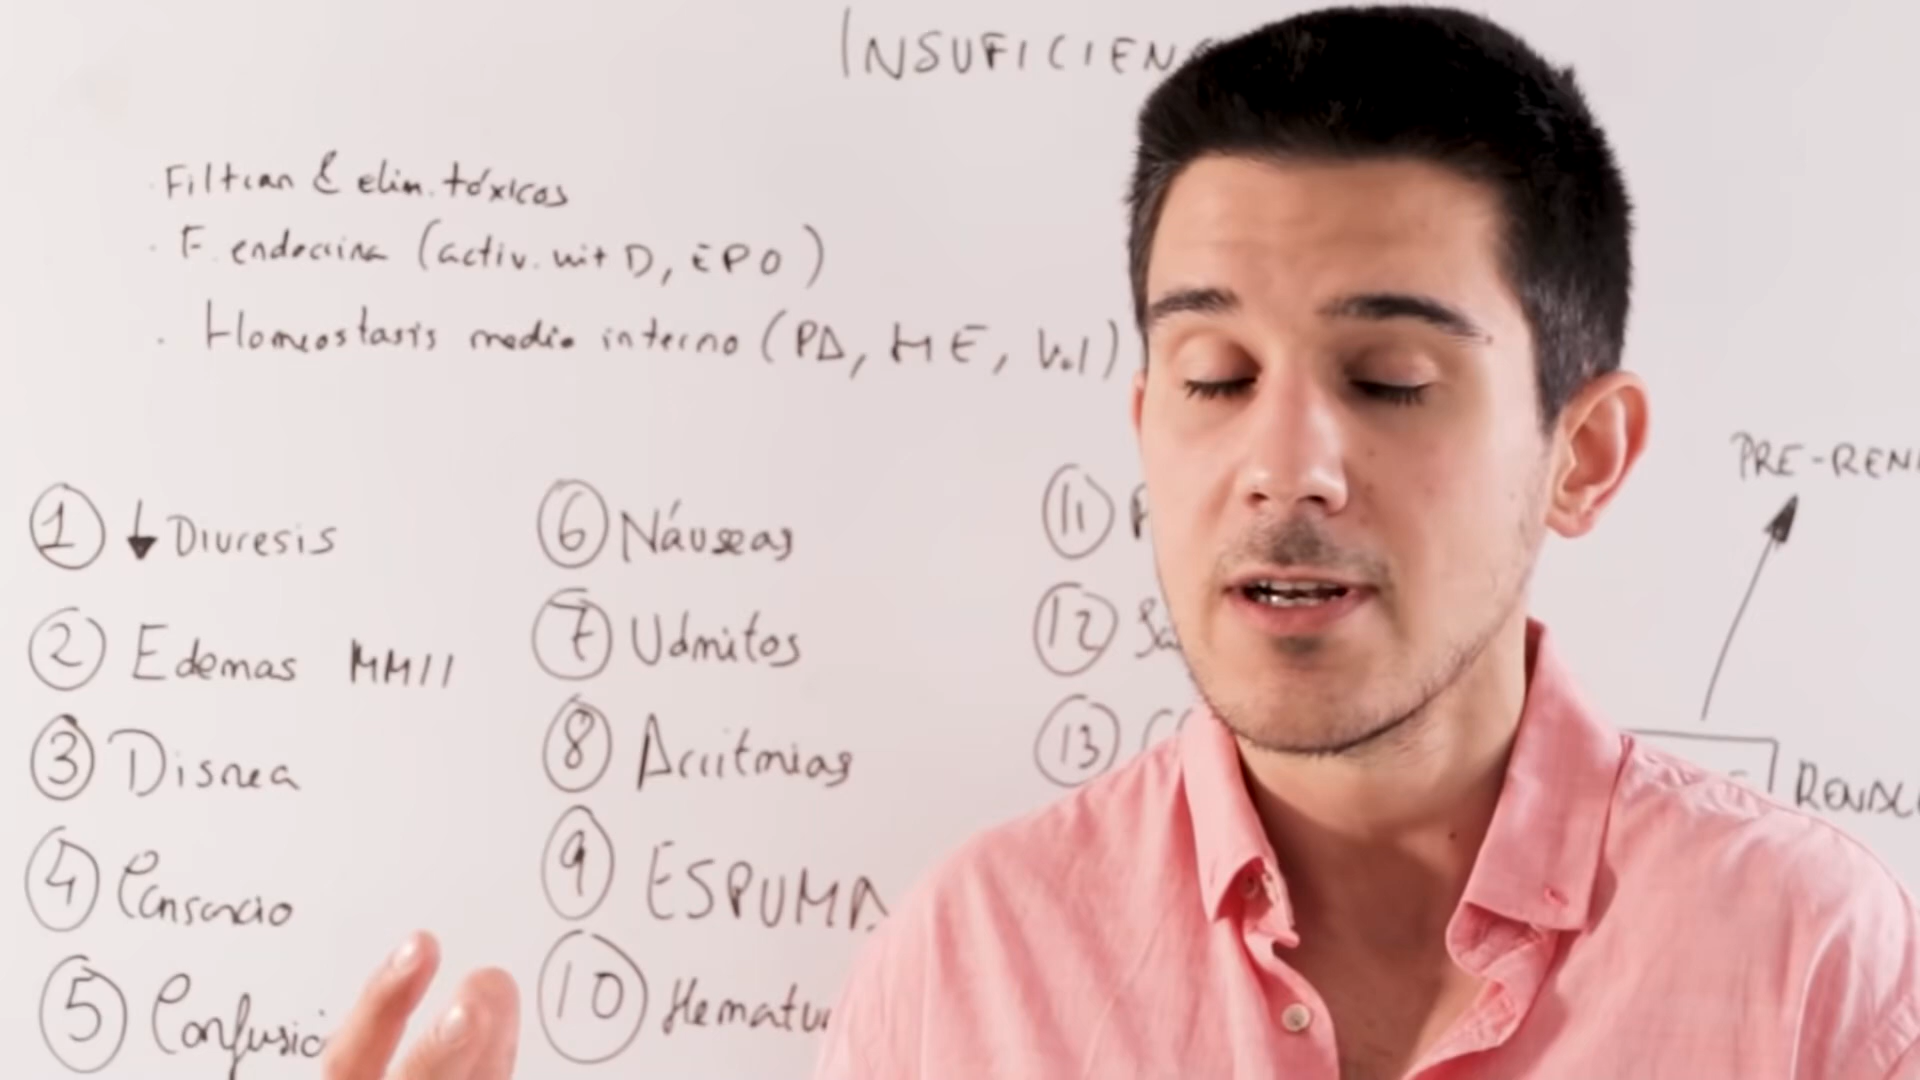 INSUFICIEN
Filtran & elim. tóxicos
F. endocrina (activ. vit D, EPO)
Homeostasis medio interno (PA, HE, Vol)
1 ↓ Diuresis
2 Edemas MMII
3 Disnea
4 Cansancio
5 Confusió
6 Náuseas
7 Vómitos
8 Arritmias
9 ESPUMA
10 Hematu
11 P
12
13
PRE-REN